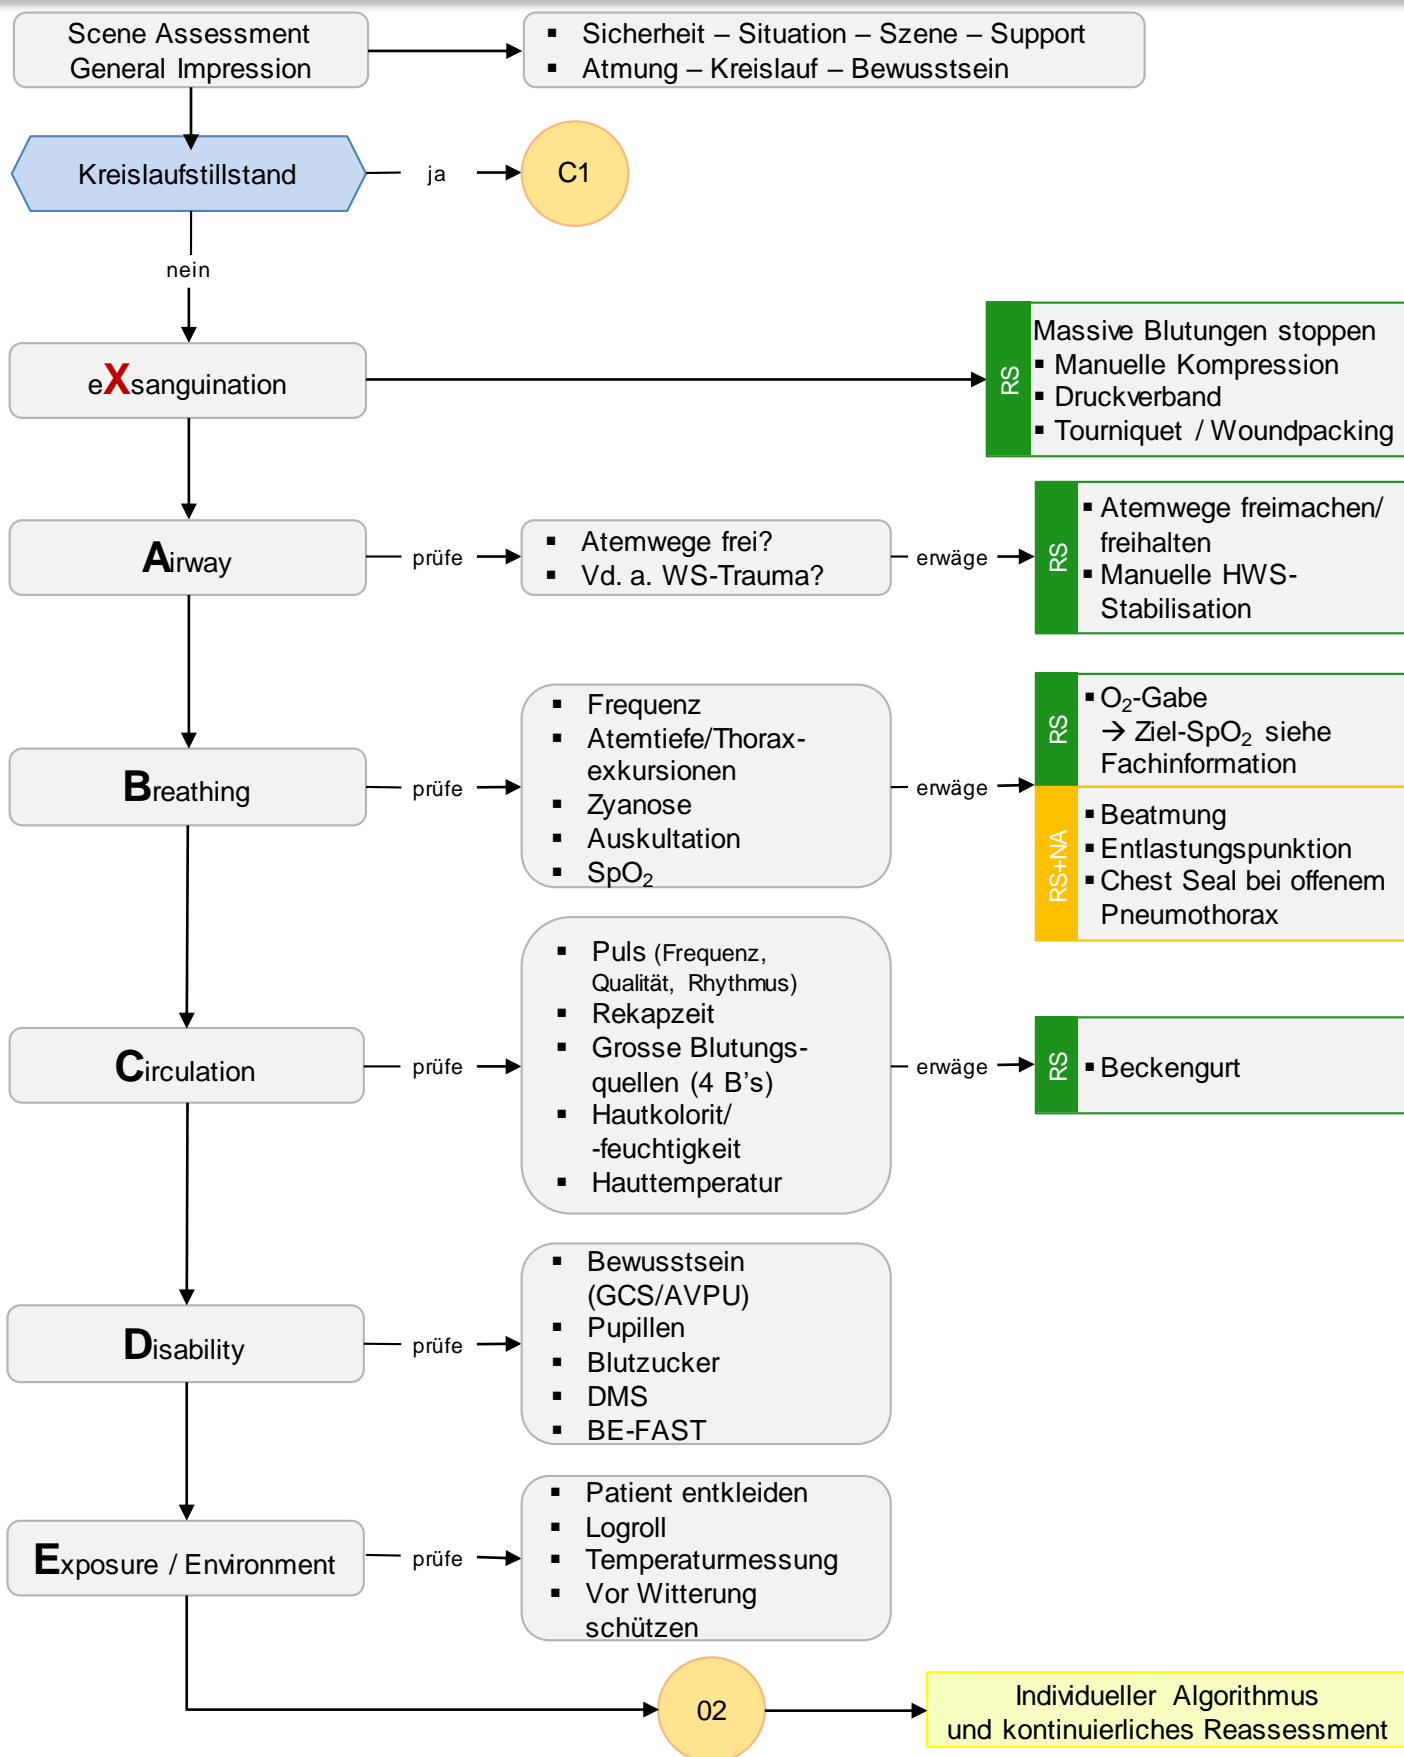 Scene Assessment
General Impression
▪ Sicherheit – Situation – Szene – Support
▪ Atmung – Kreislauf – Bewusstsein
Kreislaufstillstand
ja
C1
nein
eXsanguination
RS
Massive Blutungen stoppen
▪ Manuelle Kompression
▪ Druckverband
▪ Tourniquet / Woundpacking
Airway
prüfe
▪ Atemwege frei?
▪ Vd. a. WS-Trauma?
erwäge
RS
▪ Atemwege freimachen/
freihalten
▪ Manuelle HWS-
Stabilisation
Breathing
prüfe
▪ Frequenz
▪ Atemtiefe/Thorax-
exkursionen
▪ Zyanose
▪ Auskultation
▪ SpO₂
erwäge
RS
▪ O₂-Gabe
→ Ziel-SpO₂ siehe
Fachinformation
RS+NA
▪ Beatmung
▪ Entlastungspunktion
▪ Chest Seal bei offenem
Pneumothorax
Circulation
prüfe
▪ Puls (Frequenz,
Qualität, Rhythmus)
▪ Rekapzeit
▪ Grosse Blutungs-
quellen (4 B’s)
▪ Hautkolorit/
-feuchtigkeit
▪ Hauttemperatur
erwäge
RS
▪ Beckengurt
Disability
prüfe
▪ Bewusstsein
(GCS/AVPU)
▪ Pupillen
▪ Blutzucker
▪ DMS
▪ BE-FAST
Exposure / Environment
prüfe
▪ Patient entkleiden
▪ Logroll
▪ Temperaturmessung
▪ Vor Witterung
schützen
02
Individueller Algorithmus
und kontinuierliches Reassessment